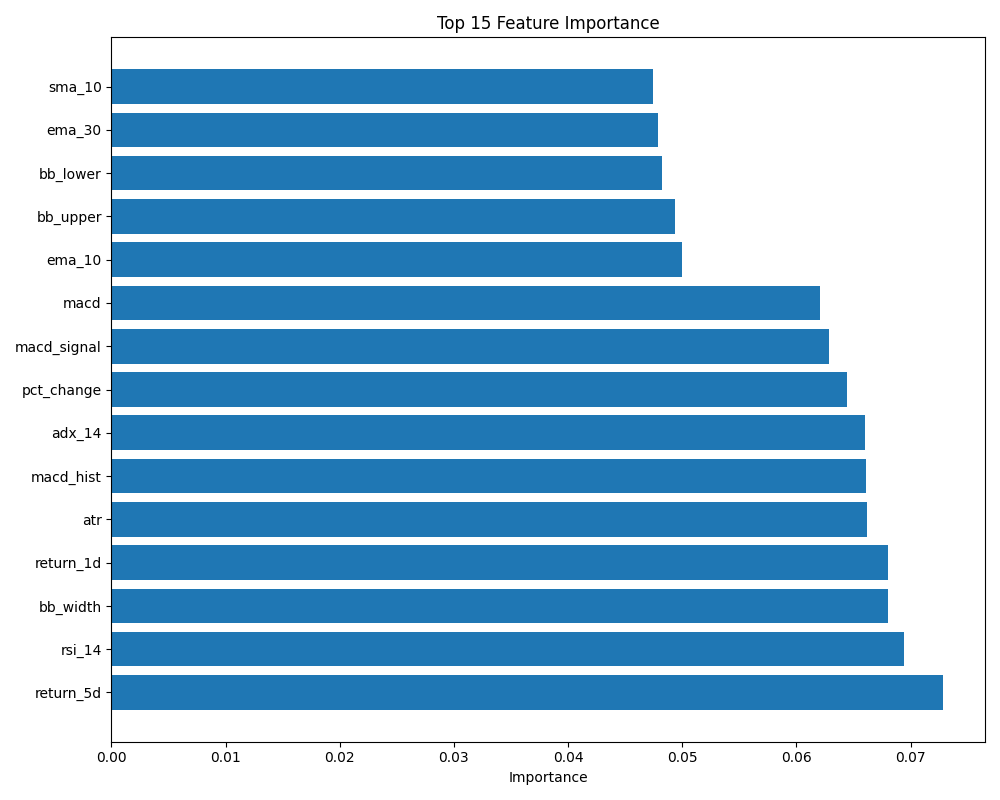 Top 15 Feature Importance
sma_10
ema_30
bb_lower
bb_upper
ema_10
macd
macd_signal
pct_change
adx_14
macd_hist
atr
return_1d
bb_width
rsi_14
return_5d
0.00 0.01 0.02 0.03 0.04 0.05 0.06 0.07
Importance